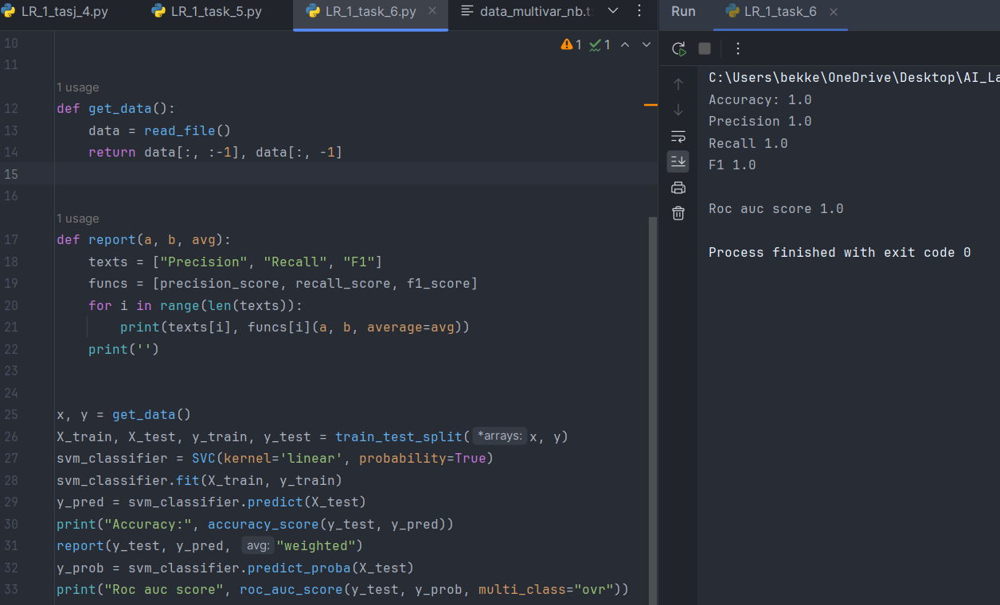 LR_1_tasj_4.py LR_1_task_5.py LR_1_task_6.py data_multivar_nb.t
Run LR_1_task_6
1 1
10
11
1 usage
12 def get_data():
13 data = read_file()
14 return data[:, :-1], data[:, -1]
15
16
1 usage
17 def report(a, b, avg):
18 texts = ["Precision", "Recall", "F1"]
19 funcs = [precision_score, recall_score, f1_score]
20 for i in range(len(texts)):
21 print(texts[i], funcs[i](a, b, average=avg))
22 print('')
23
24
25 x, y = get_data()
26 X_train, X_test, y_train, y_test = train_test_split( *arrays: x, y)
27 svm_classifier = SVC(kernel='linear', probability=True)
28 svm_classifier.fit(X_train, y_train)
29 y_pred = svm_classifier.predict(X_test)
30 print("Accuracy:", accuracy_score(y_test, y_pred))
31 report(y_test, y_pred, avg: "weighted")
32 y_prob = svm_classifier.predict_proba(X_test)
33 print("Roc auc score", roc_auc_score(y_test, y_prob, multi_class="ovr"))
C:\Users\bekke\OneDrive\Desktop\AI_La
Accuracy: 1.0
Precision 1.0
Recall 1.0
F1 1.0
Roc auc score 1.0
Process finished with exit code 0